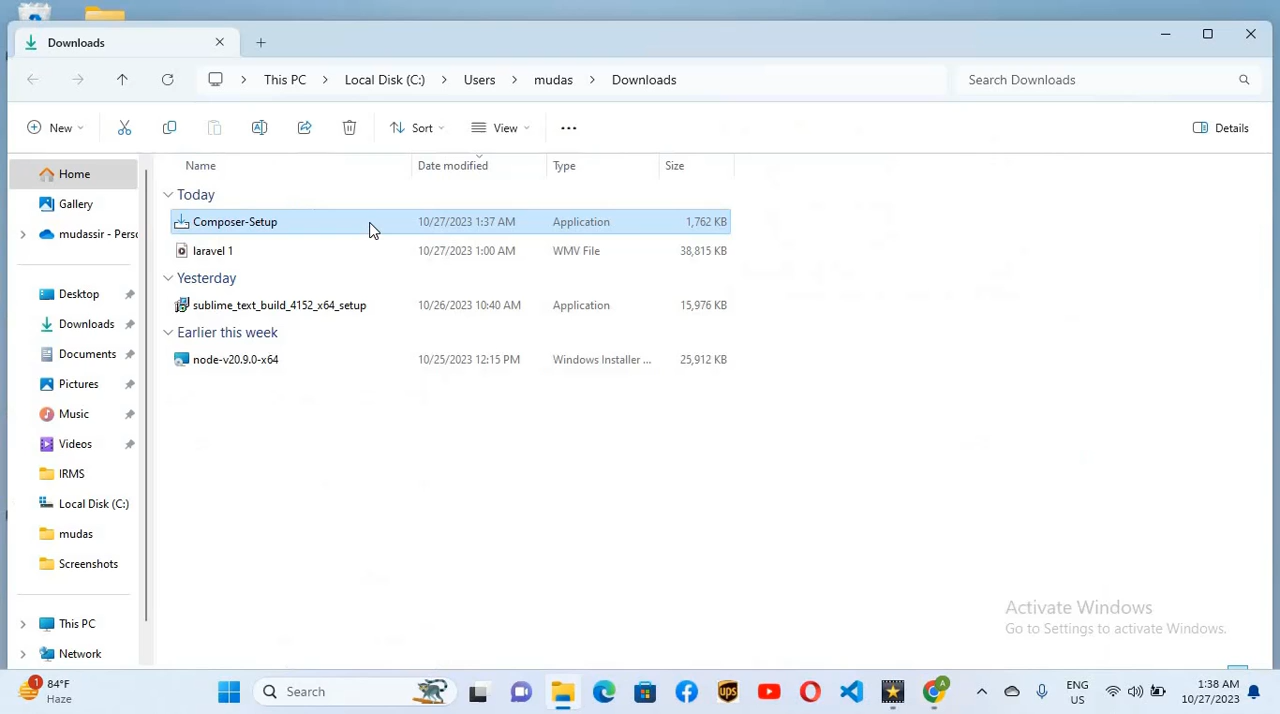 Downloads
This PC > Local Disk (C:) > Users > mudas > Downloads
Search Downloads
New
Sort
View
Details
Name Date modified Type Size
Home
Gallery
mudassir - Perso
Desktop
Downloads
Documents
Pictures
Music
Videos
IRMS
Local Disk (C:)
mudas
Screenshots
This PC
Network
Today
Composer-Setup 10/27/2023 1:37 AM Application 1,762 KB
laravel 1 10/27/2023 1:00 AM WMV File 38,815 KB
Yesterday
sublime_text_build_4152_x64_setup 10/26/2023 10:40 AM Application 15,976 KB
Earlier this week
node-v20.9.0-x64 10/25/2023 12:15 PM Windows Installer ... 25,912 KB
Activate Windows
Go to Settings to activate Windows.
1
84°F
Haze
Search
ups
A
ENG
US
1:38 AM
10/27/2023